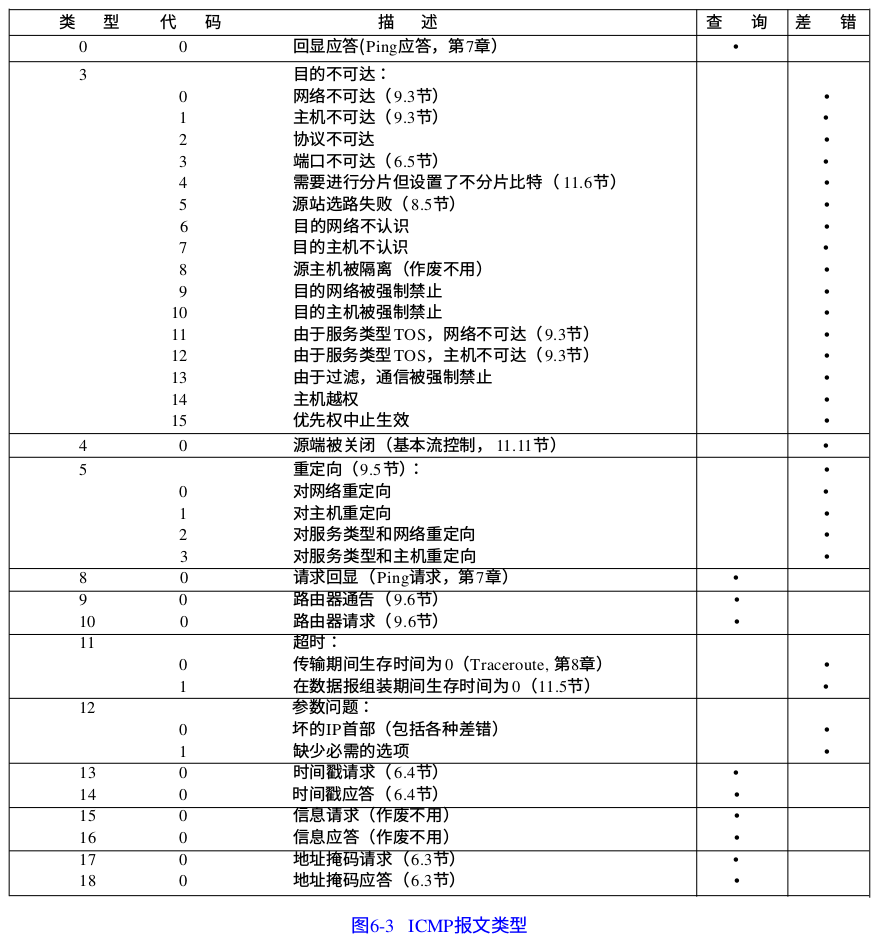 类型 代码 描述 查询 差错
0 0 回显应答(Ping应答，第7章） •
3 目的不可达：
0 网络不可达（9.3节） •
1 主机不可达（9.3节） •
2 协议不可达 •
3 端口不可达（6.5节） •
4 需要进行分片但设置了不分片比特（11.6节） •
5 源站选路失败（8.5节） •
6 目的网络不认识 •
7 目的主机不认识 •
8 源主机被隔离（作废不用） •
9 目的网络被强制禁止 •
10 目的主机被强制禁止 •
11 由于服务类型TOS，网络不可达（9.3节） •
12 由于服务类型TOS，主机不可达（9.3节） •
13 由于过滤，通信被强制禁止 •
14 主机越权 •
15 优先权中止生效 •
4 0 源端被关闭（基本流控制，11.11节） •
5 重定向（9.5节）： •
0 对网络重定向 •
1 对主机重定向 •
2 对服务类型和网络重定向 •
3 对服务类型和主机重定向 •
8 0 请求回显（Ping请求，第7章） •
9 0 路由器通告（9.6节） •
10 0 路由器请求（9.6节） •
11 超时：
0 传输期间生存时间为0（Traceroute, 第8章） •
1 在数据报组装期间生存时间为0（11.5节） •
12 参数问题：
0 坏的IP首部（包括各种差错） •
1 缺少必需的选项 •
13 0 时间戳请求（6.4节） •
14 0 时间戳应答（6.4节） •
15 0 信息请求（作废不用） •
16 0 信息应答（作废不用） •
17 0 地址掩码请求（6.3节） •
18 0 地址掩码应答（6.3节） •
图6-3 ICMP报文类型